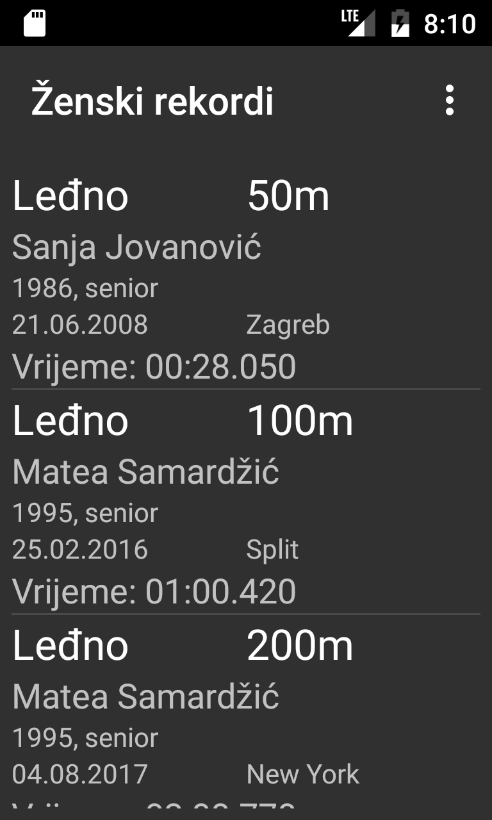 LTE 8:10
Ženski rekordi
Leđno 50m
Sanja Jovanović
1986, senior
21.06.2008 Zagreb
Vrijeme: 00:28.050
Leđno 100m
Matea Samardžić
1995, senior
25.02.2016 Split
Vrijeme: 01:00.420
Leđno 200m
Matea Samardžić
1995, senior
04.08.2017 New York